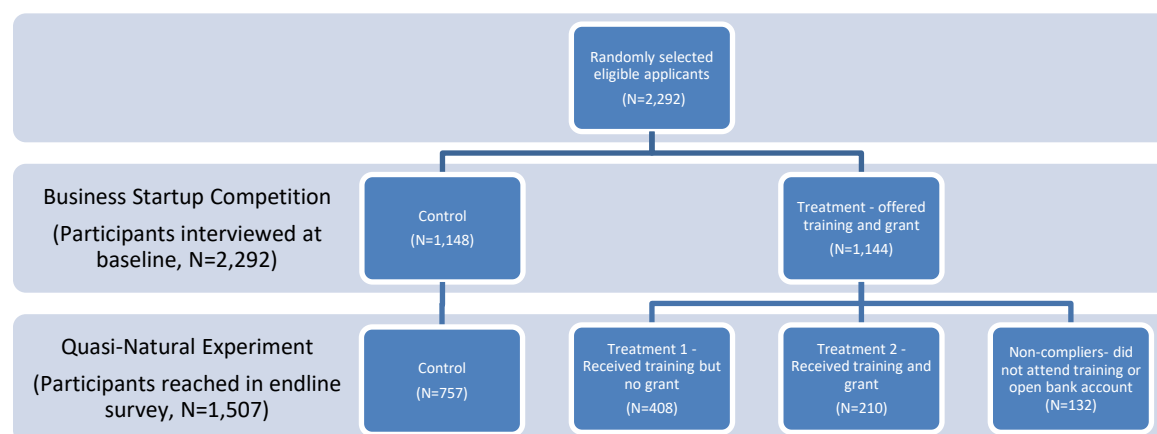 Randomly selected
eligible applicants
(N=2,292)
Business Startup Competition
(Participants interviewed at
baseline, N=2,292)
Control
(N=1,148)
Treatment - offered
training and grant
(N=1,144)
Quasi-Natural Experiment
(Participants reached in endline
survey, N=1,507)
Control
(N=757)
Treatment 1 -
Received training but
no grant
(N=408)
Treatment 2 -
Received training and
grant
(N=210)
Non-compliers- did
not attend training or
open bank account
(N=132)